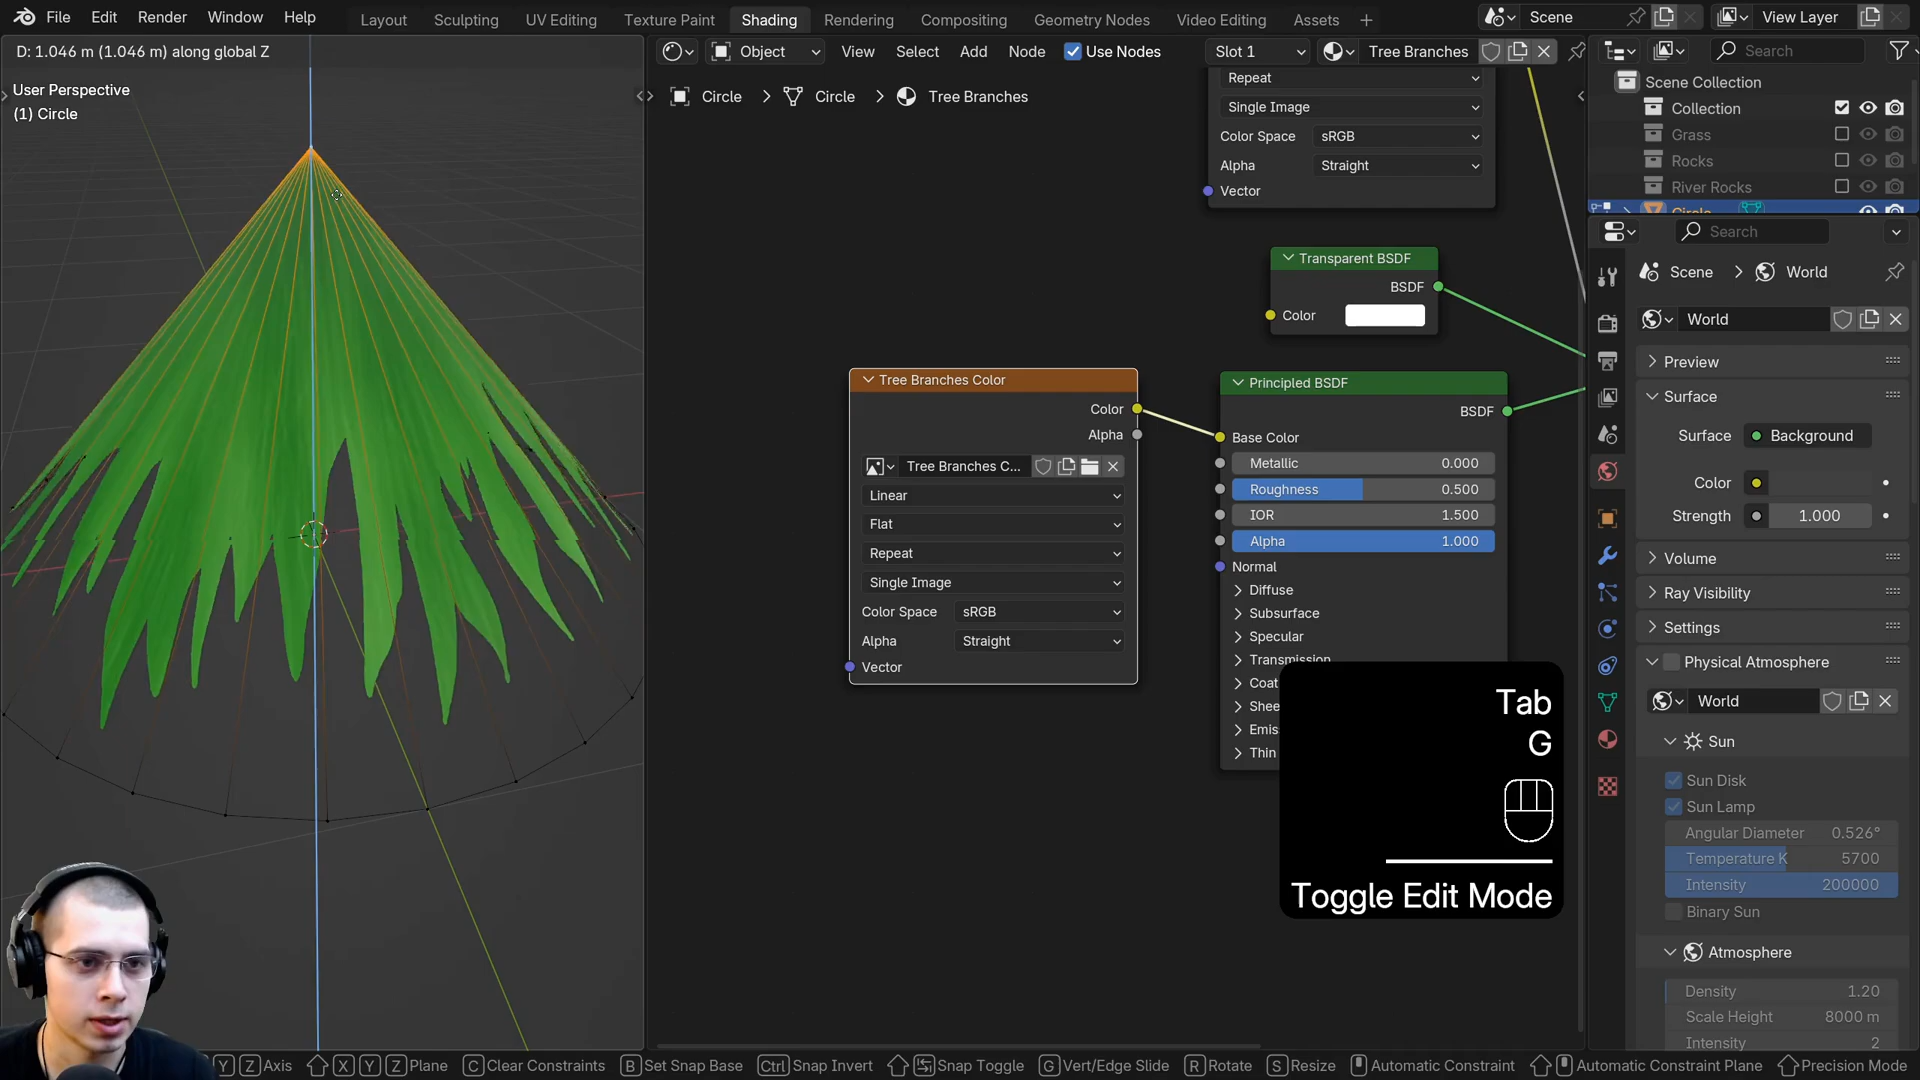 File Edit Render Window Help
Layout Sculpting UV Editing Texture Paint Shading Rendering Compositing Geometry Nodes Video Editing Assets
Scene View Layer
D: 1.046 m (1.046 m) along global Z
Object View Select Add Node Use Nodes Slot 1 Tree Branches
Search
User Perspective
(1) Circle
Circle Circle Tree Branches
Scene Collection
Collection
Grass
Rocks
River Rocks
Circle
Repeat
Single Image
Color Space sRGB
Alpha Straight
Vector
Transparent BSDF
BSDF
Color
Tree Branches Color
Color
Alpha
Tree Branches C...
Linear
Flat
Repeat
Single Image
Color Space sRGB
Alpha Straight
Vector
Principled BSDF
BSDF
Base Color
Metallic 0.000
Roughness 0.500
IOR 1.500
Alpha 1.000
Normal
Diffuse
Subsurface
Specular
Transmission
Coat
Shee
Emis
Thin
Tab
G
Toggle Edit Mode
Search
Scene World
World
Preview
Surface
Surface Background
Color
Strength 1.000
Volume
Ray Visibility
Settings
Physical Atmosphere
World
Sun
Sun Disk
Sun Lamp
Angular Diameter 0.526°
Temperature K 5700
Intensity 200000
Binary Sun
Atmosphere
Density 1.20
Scale Height 8000 m
Intensity 2
Y Z Axis X Y Z Plane C Clear Constraints B Set Snap Base Ctrl Snap Invert Snap Toggle G Vert/Edge Slide R Rotate S Resize Automatic Constraint Automatic Constraint Plane Precision Mode